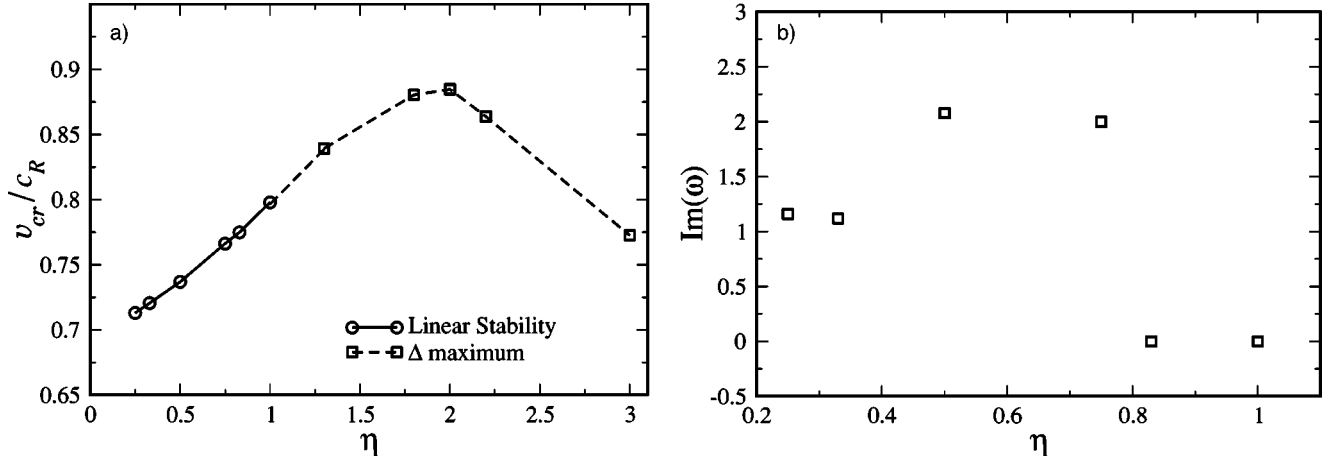 a)
0.9
0.85
0.8
0.75
0.7
0.65
v_cr/c_R
Linear Stability
Δ maximum
0 0.5 1 1.5 2 2.5 3
η
b)
3
2.5
2
1.5
1
0.5
0
-0.5
Im(ω)
0.2 0.4 0.6 0.8 1
η